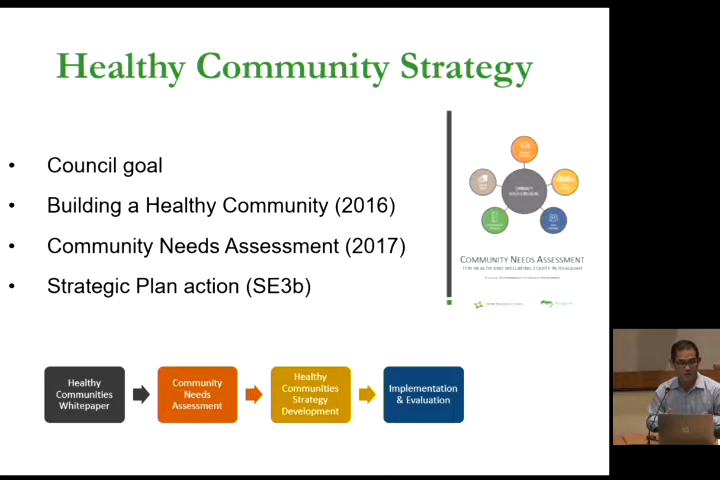 Healthy Community Strategy
• Council goal
• Building a Healthy Community (2016)
• Community Needs Assessment (2017)
• Strategic Plan action (SE3b)
COMMUNITY NEEDS ASSESSMENT
FOR HEALTH AND WELLBEING EQUITY IN ISSAQUAH
Healthy
Communities
Whitepaper
Community
Needs
Assessment
Healthy
Communities
Strategy
Development
Implementation
& Evaluation